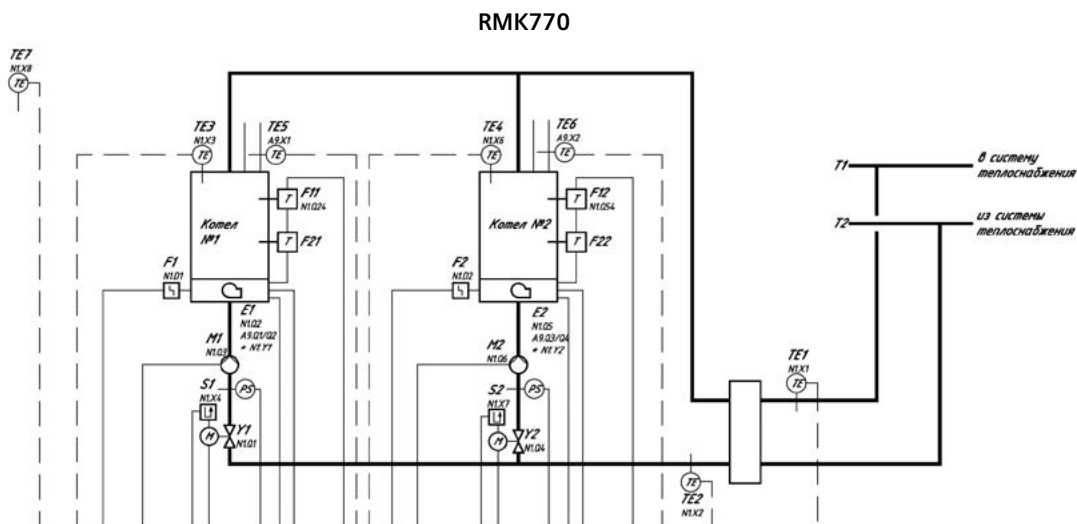 RMK770
TE7
N1.X8
TE
TE3
N1.X3
TE
TE5
A9.X1
TE
TE4
N1.X6
TE
TE6
A9.X2
TE
T1
в систему
теплоснабжения
T2
из системы
теплоснабжения
Котел
№1
T
F11
N1.Q24
T
F21
Котел №2
T
F12
N1.Q54
T
F22
F1
N1.D1
F2
N1.D2
E1
N1.Q2
A9.Q1/Q2
+ N1.Y1
E2
N1.Q5
A9.Q3/Q4
+ N1.Y2
M1
N1.Q3
M2
N1.Q6
S1
N1.X4
PS
S2
N1.X7
PS
TE1
N1.X1
TE
M
Y1
N1.Q1
M
Y2
N1.Q4
TE
TE2
N1.X2